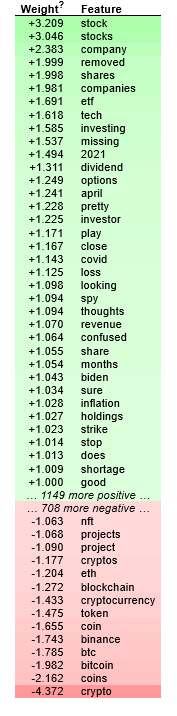 Weight? Feature
+3.209 stock
+3.046 stocks
+2.383 company
+1.999 removed
+1.998 shares
+1.981 companies
+1.691 etf
+1.618 tech
+1.585 investing
+1.537 missing
+1.494 2021
+1.311 dividend
+1.249 options
+1.241 april
+1.228 pretty
+1.225 investor
+1.171 play
+1.167 close
+1.143 covid
+1.125 loss
+1.098 looking
+1.094 spy
+1.094 thoughts
+1.070 revenue
+1.064 confused
+1.055 share
+1.054 months
+1.043 biden
+1.034 sure
+1.028 inflation
+1.027 holdings
+1.023 strike
+1.014 stop
+1.013 does
+1.009 shortage
+1.000 good
… 1149 more positive …
… 708 more negative …
-1.063 nft
-1.068 projects
-1.090 project
-1.177 cryptos
-1.204 eth
-1.272 blockchain
-1.433 cryptocurrency
-1.475 token
-1.655 coin
-1.743 binance
-1.785 btc
-1.982 bitcoin
-2.162 coins
-4.372 crypto